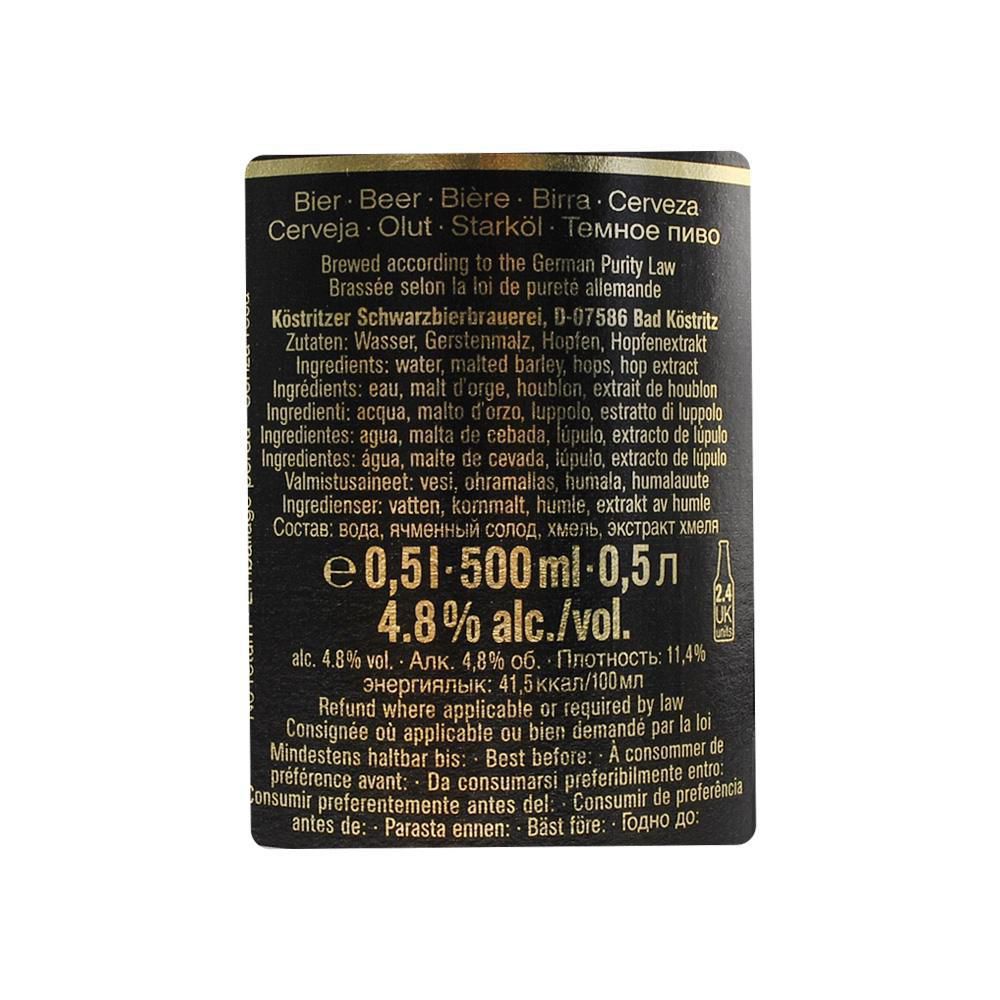 Bier · Beer · Bière · Birra · Cerveza
Cerveja · Olut · Starköl · Темное пиво
Brewed according to the German Purity Law
Brassée selon la loi de pureté allemande
Köstritzer Schwarzbierbrauerei, D-07586 Bad Köstritz
Zutaten: Wasser, Gerstenmalz, Hopfen, Hopfenextrakt
Ingredients: water, malted barley, hops, hop extract
Ingrédients: eau, malt d'orge, houblon, extrait de houblon
Ingredienti: acqua, malto d'orzo, luppolo, estratto di luppolo
Ingredientes: agua, malta de cebada, lúpulo, extracto de lúpulo
Ingredientes: água, malte de cevada, lúpulo, extracto de lúpulo
Valmistusaineet: vesi, ohramallas, humala, humalauute
Ingredienser: vatten, kornmalt, humle, extrakt av humle
Состав: вода, ячменный солод, хмель, экстракт хмеля
e 0,5 l · 500 ml · 0,5 л
4.8 % alc./vol.
2.4
UK
units
alc. 4.8% vol. · Алк. 4,8% об. · Плотность: 11,4%
энергиялык: 41,5 ккал/100 мл
Refund where applicable or required by law
Consignée où applicable ou bien demandé par la loi
Mindestens haltbar bis: · Best before: · À consommer de
préférence avant: · Da consumarsi preferibilmente entro:
Consumir preferentemente antes del: · Consumir de preferência
antes de: · Parasta ennen: · Bäst före: · Годно до: